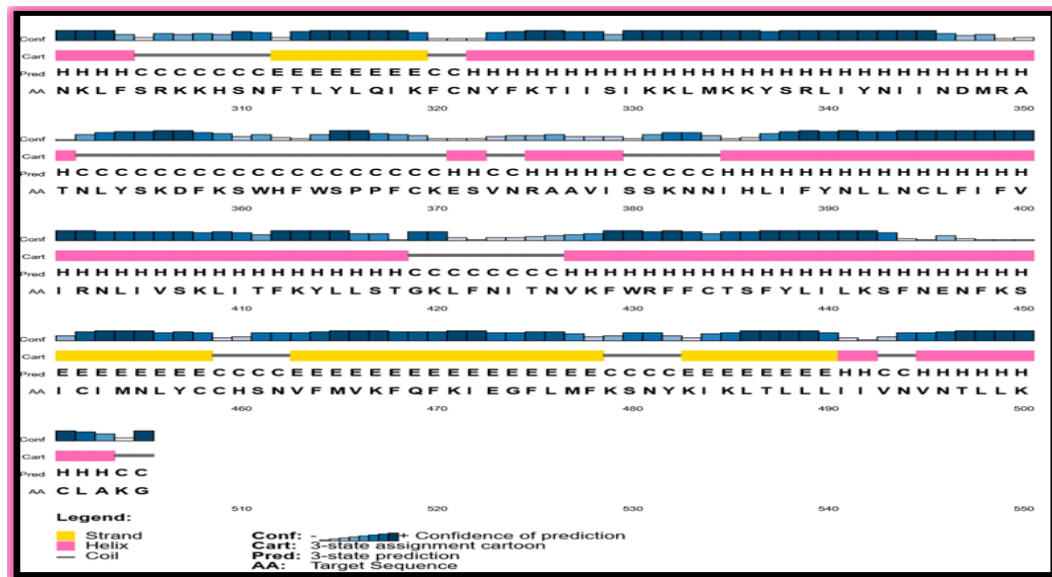 Conf
Cart
Pred H H H H C C C C C C C E E E E E E E E C C H H H H H H H H H H H H H H H H H H H H H H H H H H H H H
AA N K L F S R K K H S N F T L Y L Q I K F C N Y F K T I I S I K K L M K K Y S R L I Y N I I N D M R A
310 320 330 340 350
Conf
Cart
Pred H C C C C C C C C C C C C C C C C C C C H H C C H H H H H C C C C C H H H H H H H H H H H H H H H H
AA T N L Y S K D F K S W H F W S P P F C K E S V N R A A V I S S K N N I H L I F Y N L L N C L F I F V
360 370 380 390 400
Conf
Cart
Pred H H H H H H H H H H H H H H H H H H C C C C C C C C H H H H H H H H H H H H H H H H H H H H H H H H
AA I R N L I V S K L I T F K Y L L S T G K L F N I T N V K F W R F F C T S F Y L I L K S F N E N F K S
410 420 430 440 450
Conf
Cart
Pred E E E E E E E E C C C C E E E E E E E E E E E E E E E E C C C C E E E E E E E E H H C C H H H H H H
AA I C I M N L Y C C H S N V F M V K F Q F K I E G F L M F K S N Y K I K L T L L L I I V N V N T L L K
460 470 480 490 500
Conf
Cart
Pred H H H C C
AA C L A K G
510 520 530 540 550
Legend:
Strand
Helix
Coil
Conf: - + Confidence of prediction
Cart: 3-state assignment cartoon
Pred: 3-state prediction
AA: Target Sequence